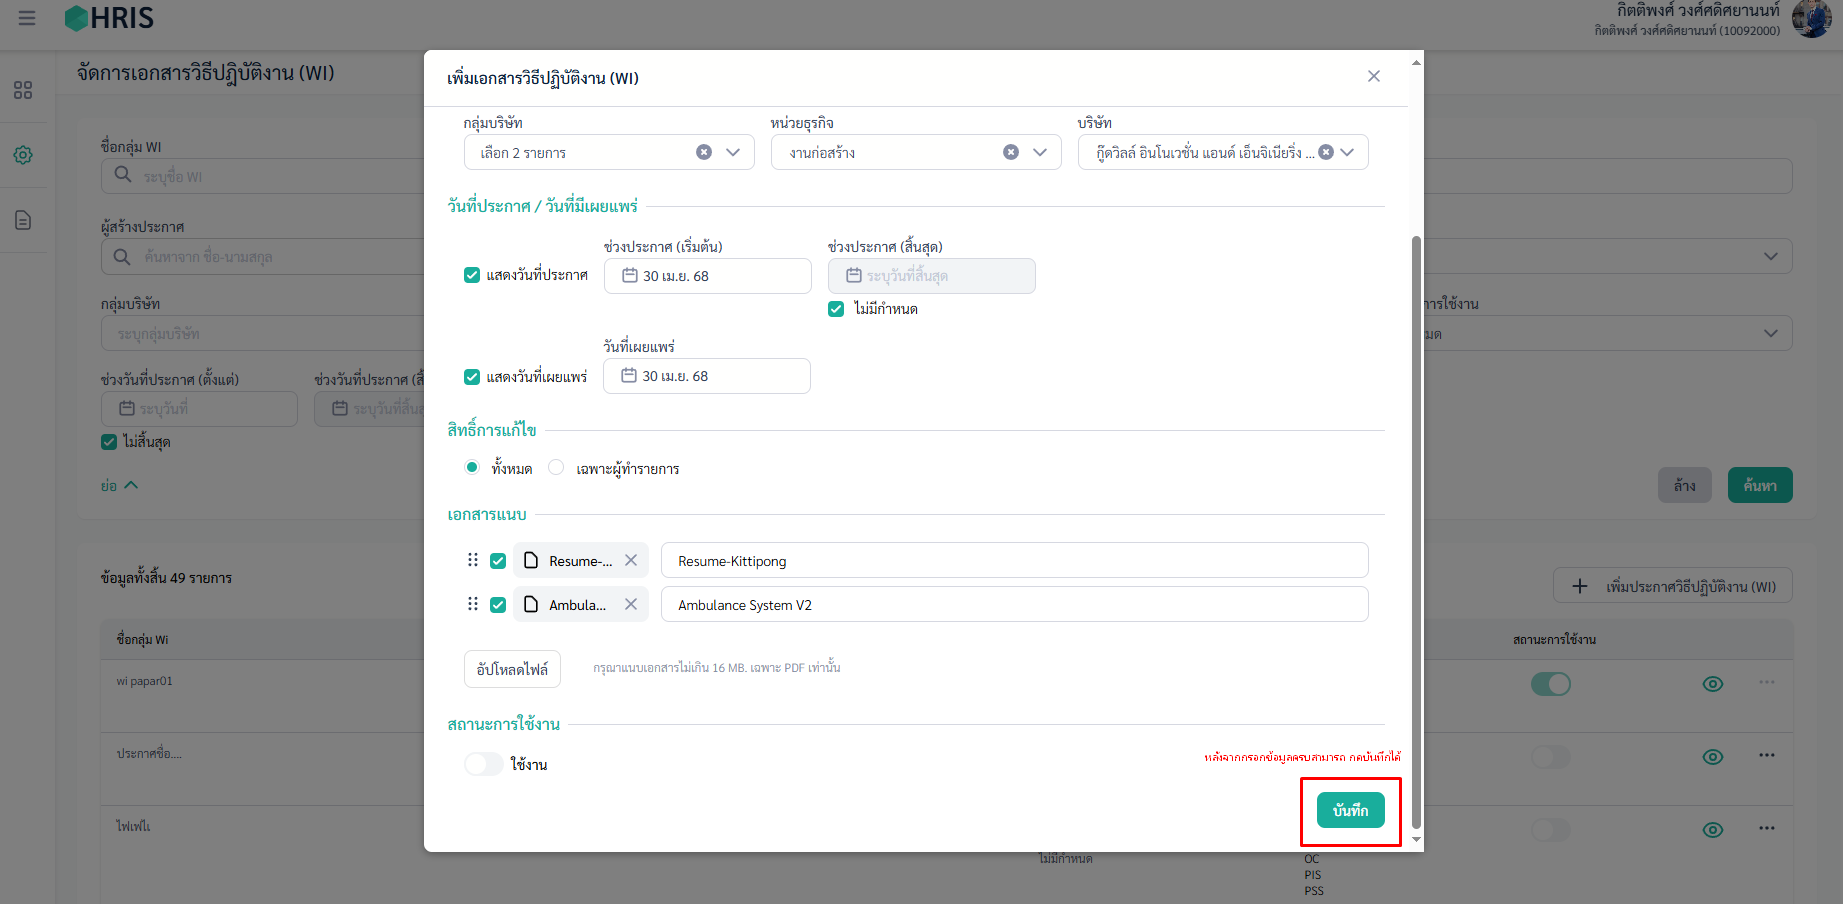 HRIS
กิตติพงศ์ วงศ์ศดิศยานนท์
กิตติพงศ์ วงศ์ศดิศยานนท์ (10092000)
จัดการเอกสารวิธีปฏิบัติงาน (WI)
ชื่อกลุ่ม WI
ระบุชื่อ WI
ผู้สร้างประกาศ
ค้นหาจาก ชื่อ-นามสกุล
กลุ่มบริษัท
ระบุกลุ่มบริษัท
ช่วงวันที่ประกาศ (ตั้งแต่)
ช่วงวันที่ประกาศ
ระบุวันที่
ระบุวันที่สิ้น
ไม่สิ้นสุด
ย่อ
การใช้งาน
ล้าง
ค้นหา
เพิ่มเอกสารวิธีปฏิบัติงาน (WI)
กลุ่มบริษัท
หน่วยธุรกิจ
บริษัท
เลือก 2 รายการ
งานก่อสร้าง
กู๊ดวิลล์ อินโนเวชั่น แอนด์ เอ็นจิเนียริ่ง ...
วันที่ประกาศ / วันที่มีเผยแพร่
ช่วงประกาศ (เริ่มต้น)
ช่วงประกาศ (สิ้นสุด)
แสดงวันที่ประกาศ
30 เม.ย. 68
ระบุวันที่สิ้นสุด
ไม่มีกำหนด
วันที่เผยแพร่
แสดงวันที่เผยแพร่
30 เม.ย. 68
สิทธิ์การแก้ไข
ทั้งหมด
เฉพาะผู้ทำรายการ
เอกสารแนบ
Resume-...
Resume-Kittipong
Ambula...
Ambulance System V2
อัปโหลดไฟล์
กรุณาแนบเอกสารไม่เกิน 16 MB. เฉพาะ PDF เท่านั้น
สถานะการใช้งาน
ใช้งาน
หลังจากกรอกข้อมูลครบสามารถ กดบันทึกได้
บันทึก
ข้อมูลทั้งสิ้น 49 รายการ
เพิ่มประกาศวิธีปฏิบัติงาน (WI)
ชื่อกลุ่ม Wi
สถานะการใช้งาน
wi papar01
ประกาศชื่อ....
ไฟเฟไ
ไม่มีกำหนด
OC
PIS
PSS